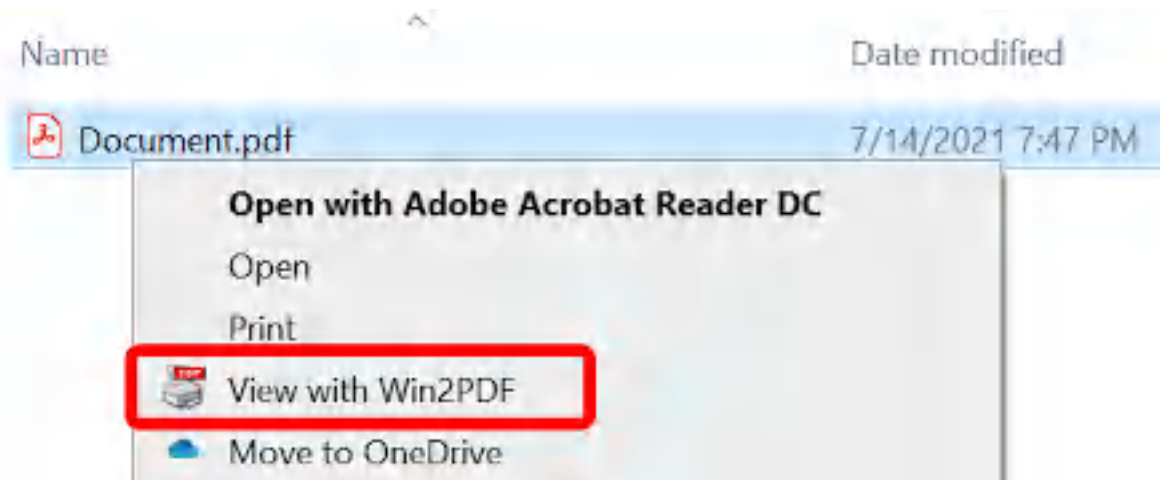 Name Date modified
Document.pdf 7/14/2021 7:47 PM
Open with Adobe Acrobat Reader DC
Open
Print
View with Win2PDF
Move to OneDrive